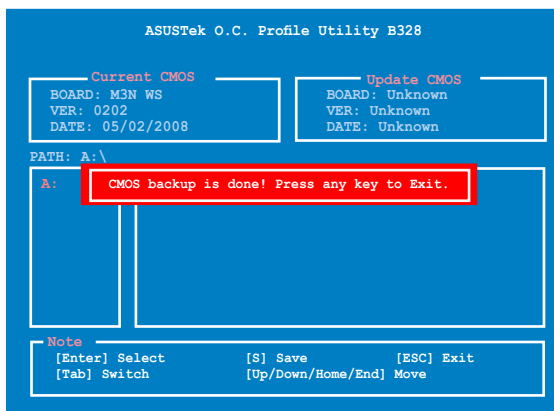 ASUSTek O.C. Profile Utility B328
Current CMOS
BOARD: M3N WS
VER: 0202
DATE: 05/02/2008
Update CMOS
BOARD: Unknown
VER: Unknown
DATE: Unknown
PATH: A:\
A:
CMOS backup is done! Press any key to Exit.
Note
[Enter] Select [S] Save [ESC] Exit
[Tab] Switch [Up/Down/Home/End] Move